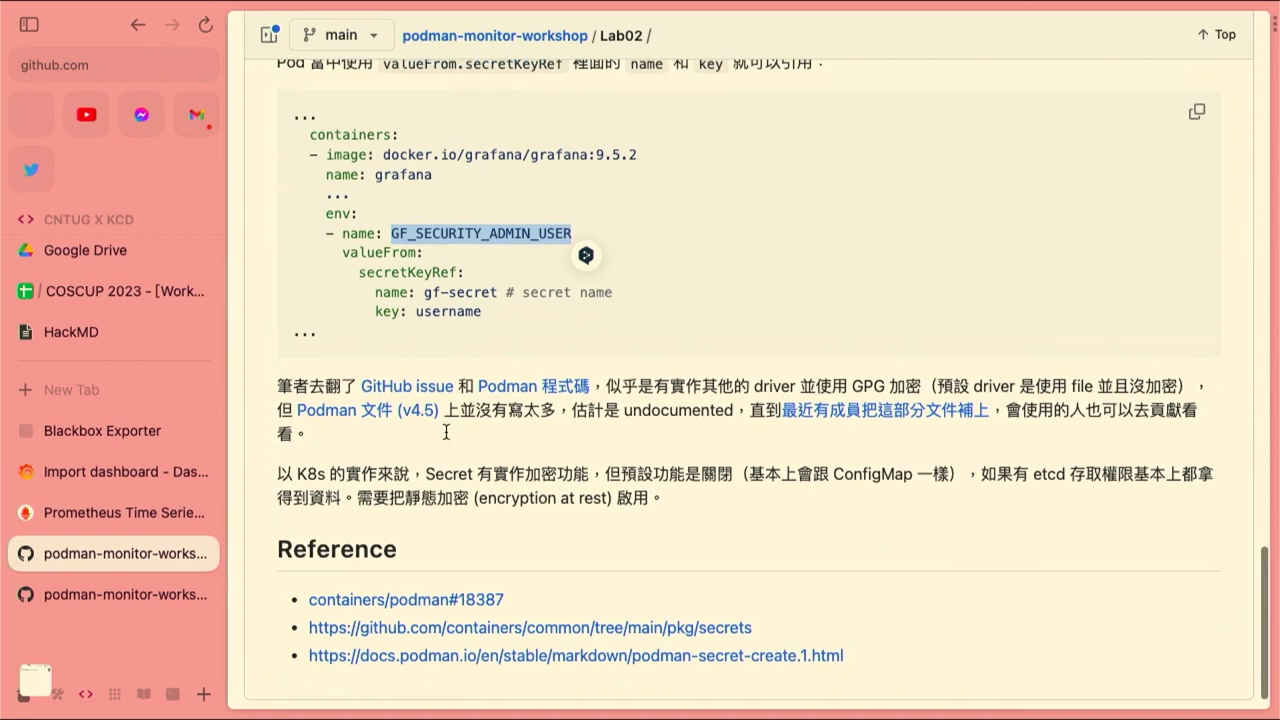 github.com
CNTUG X KCD
Google Drive
/ COSCUP 2023 - [Work...
HackMD
New Tab
Blackbox Exporter
Import dashboard - Das...
Prometheus Time Serie...
podman-monitor-works...
podman-monitor-works...
main
podman-monitor-workshop / Lab02 /
↑ Top
Pod 當中使用 valueFrom.secretKeyRef 裡面的 name 和 key 就可以引用：
...
containers:
- image: docker.io/grafana/grafana:9.5.2
name: grafana
...
env:
- name: GF_SECURITY_ADMIN_USER
valueFrom:
secretKeyRef:
name: gf-secret # secret name
key: username
...
筆者去翻了 GitHub issue 和 Podman 程式碼，似乎是有實作其他的 driver 並使用 GPG 加密（預設 driver 是使用 file 並且沒加密），
但 Podman 文件 (v4.5) 上並沒有寫太多，估計是 undocumented，直到最近有成員把這部分文件補上，會使用的人也可以去貢獻看
看。
以 K8s 的實作來說，Secret 有實作加密功能，但預設功能是關閉（基本上會跟 ConfigMap 一樣），如果有 etcd 存取權限基本上都拿
得到資料。需要把靜態加密 (encryption at rest) 啟用。
Reference
• containers/podman#18387
• https://github.com/containers/common/tree/main/pkg/secrets
• https://docs.podman.io/en/stable/markdown/podman-secret-create.1.html